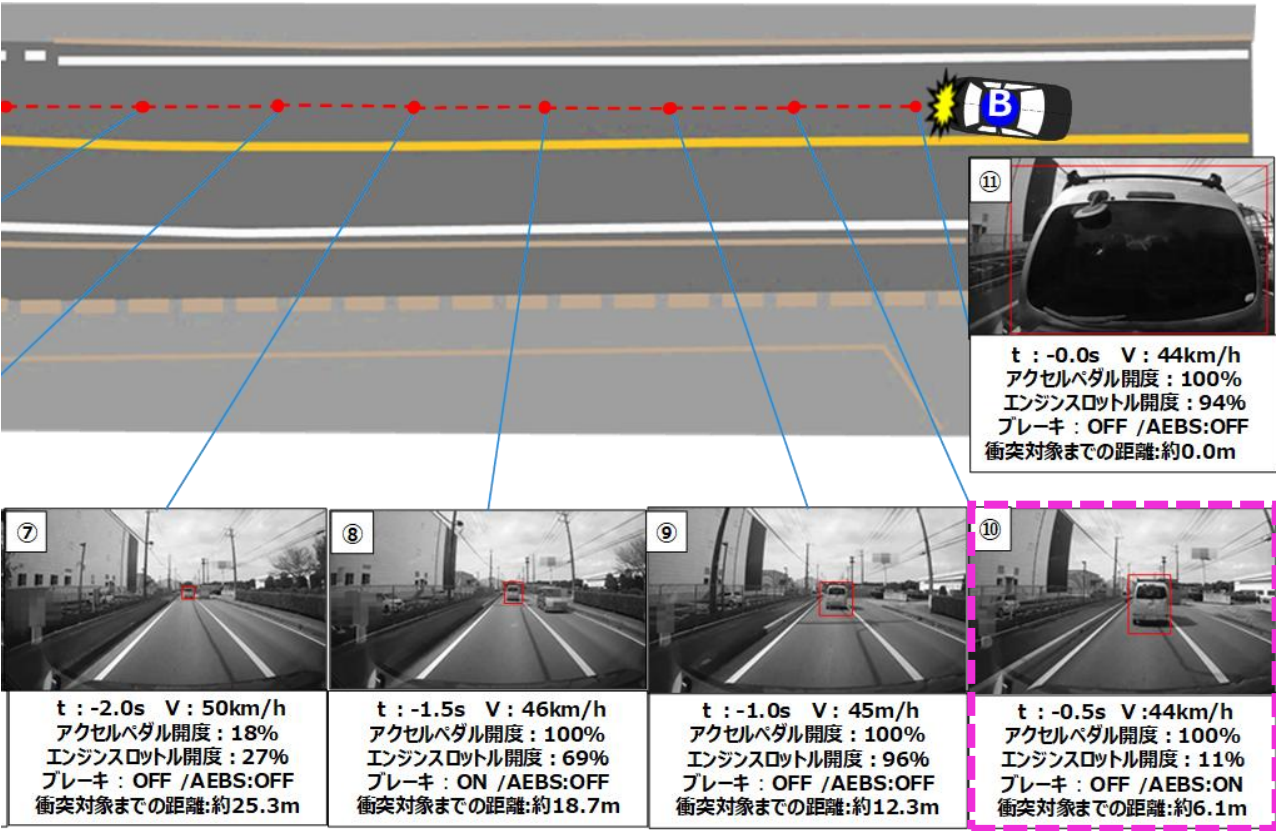 B
⑪
t：-0.0s V：44km/h
アクセルペダル開度：100%
エンジンスロットル開度：94%
ブレーキ：OFF /AEBS:OFF
衝突対象までの距離:約0.0m
⑦
t：-2.0s V：50km/h
アクセルペダル開度：18%
エンジンスロットル開度：27%
ブレーキ：OFF /AEBS:OFF
衝突対象までの距離:約25.3m
⑧
t：-1.5s V：46km/h
アクセルペダル開度：100%
エンジンスロットル開度：69%
ブレーキ：ON /AEBS:OFF
衝突対象までの距離:約18.7m
⑨
t：-1.0s V：45m/h
アクセルペダル開度：100%
エンジンスロットル開度：96%
ブレーキ：OFF /AEBS:OFF
衝突対象までの距離:約12.3m
⑩
t：-0.5s V:44km/h
アクセルペダル開度：100%
エンジンスロットル開度：11%
ブレーキ：OFF /AEBS:ON
衝突対象までの距離:約6.1m